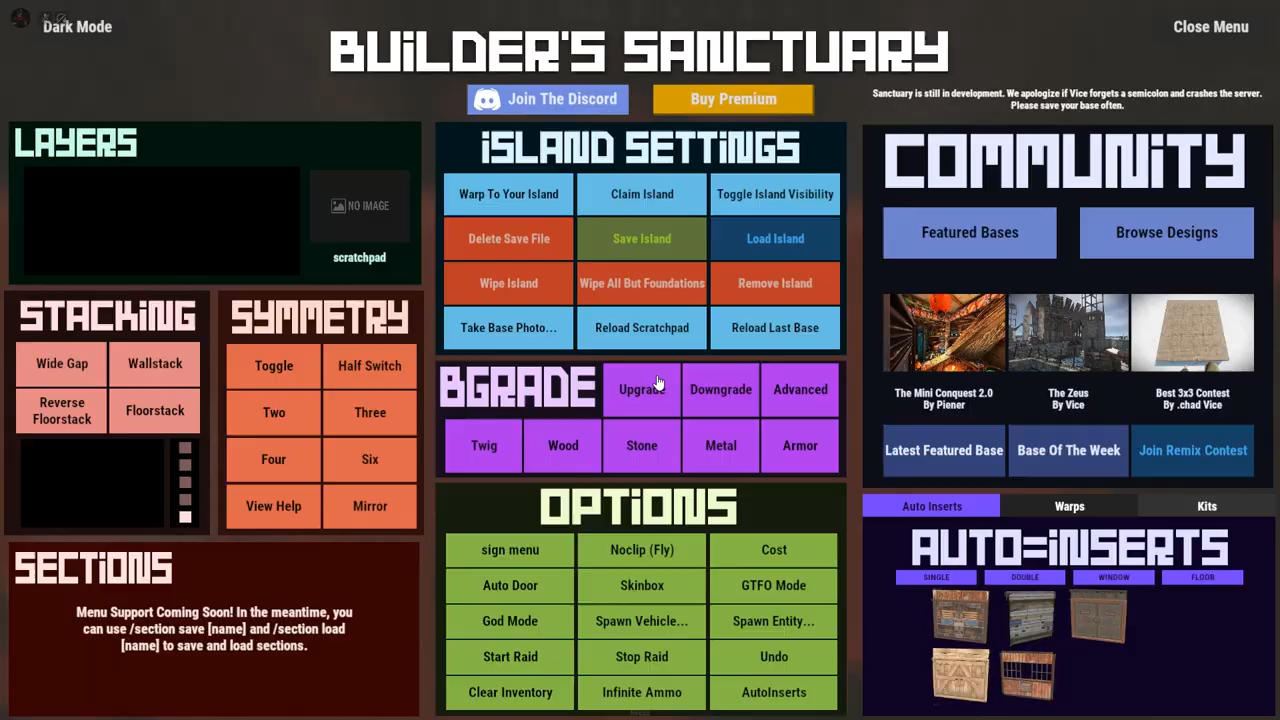 Dark Mode
Close Menu
BUILDER'S SANCTUARY
Join The Discord
Buy Premium
Sanctuary is still in development. We apologize if Vice forgets a semicolon and crashes the server.
Please save your base often.
LAYERS
NO IMAGE
scratchpad
STACKING
Wide Gap
Wallstack
Reverse
Floorstack
Floorstack
SYMMETRY
Toggle
Half Switch
Two
Three
Four
Six
View Help
Mirror
SECTIONS
Menu Support Coming Soon! In the meantime, you
can use /section save [name] and /section load
[name] to save and load sections.
ISLAND SETTINGS
Warp To Your Island
Claim Island
Toggle Island Visibility
Delete Save File
Save Island
Load Island
Wipe Island
Wipe All But Foundations
Remove Island
Take Base Photo...
Reload Scratchpad
Reload Last Base
BGRADE
Upgrade
Downgrade
Advanced
Twig
Wood
Stone
Metal
Armor
OPTIONS
sign menu
Noclip (Fly)
Cost
Auto Door
Skinbox
GTFO Mode
God Mode
Spawn Vehicle...
Spawn Entity...
Start Raid
Stop Raid
Undo
Clear Inventory
Infinite Ammo
AutoInserts
COMMUNITY
Featured Bases
Browse Designs
The Mini Conquest 2.0
By Piener
The Zeus
By Vice
Best 3x3 Contest
By .chad Vice
Latest Featured Base
Base Of The Week
Join Remix Contest
Auto Inserts
Warps
Kits
AUTO=INSERTS
SINGLE
DOUBLE
WINDOW
FLOOR